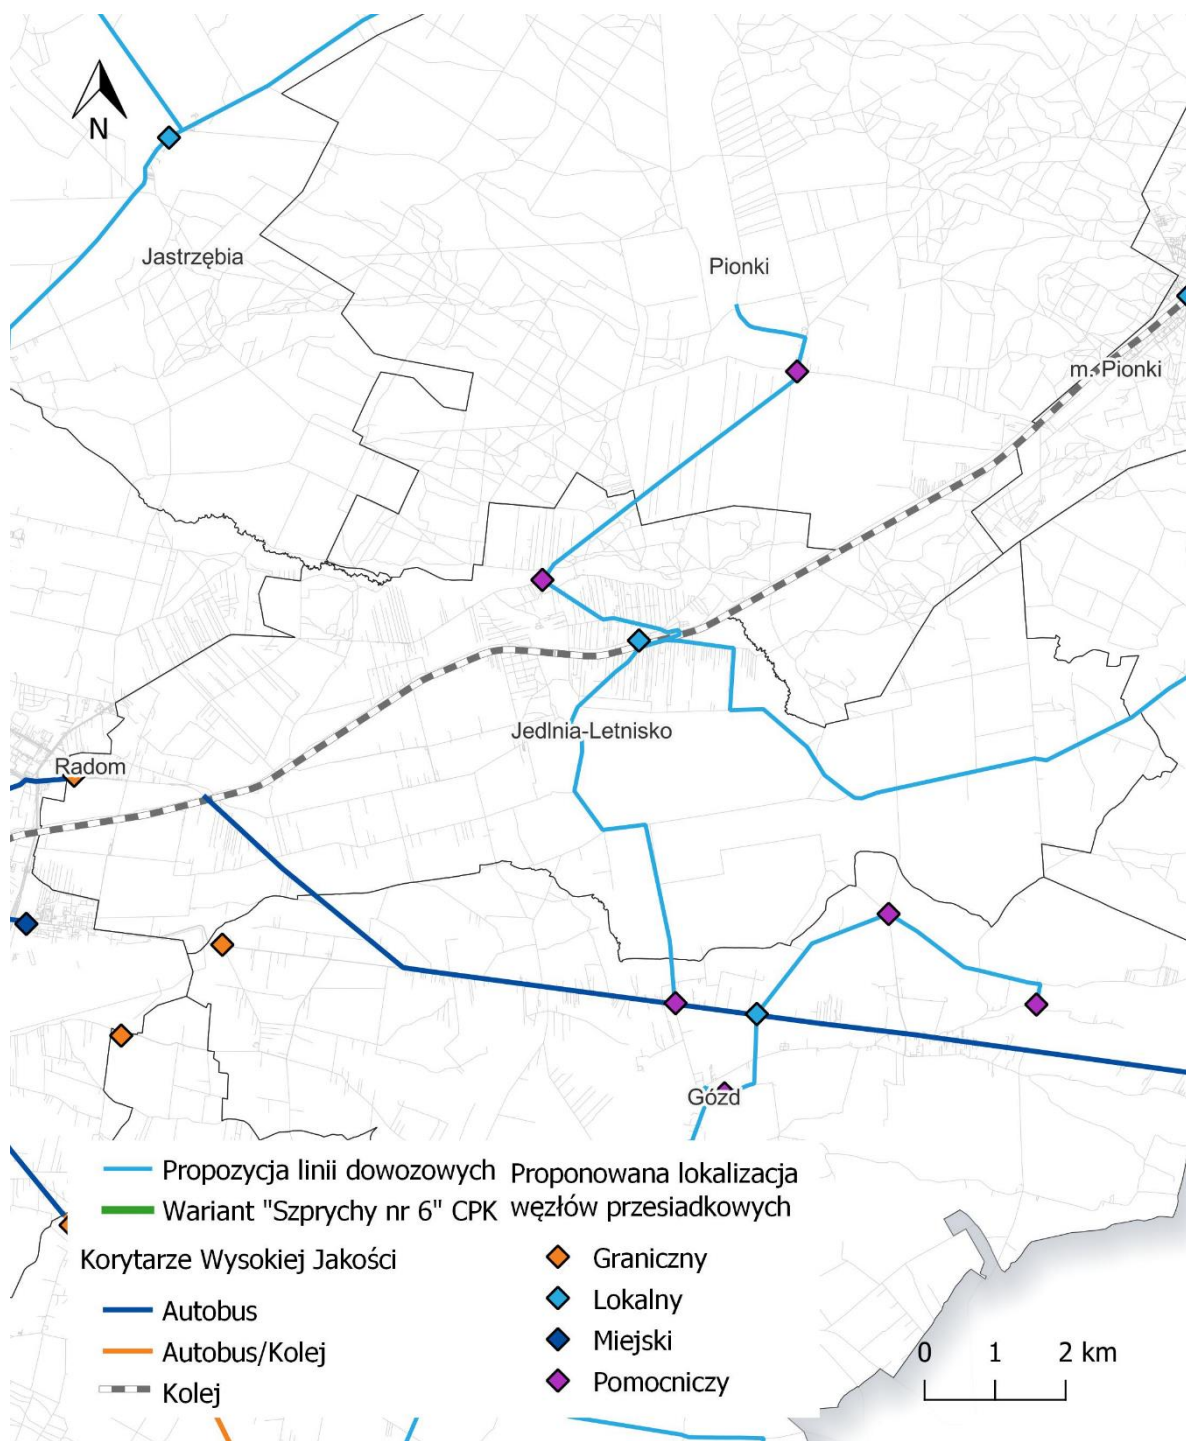 N
Jastrzębia
Pionki
m. Pionki
Jedlnia-Letnisko
Radom
Gózd
Propozycja linii dowozowych
Wariant "Szprychy nr 6" CPK
Korytarze Wysokiej Jakości
Autobus
Autobus/Kolej
Kolej
Proponowana lokalizacja
węzłów przesiadkowych
Graniczny
Lokalny
Miejski
Pomocniczy
0 1 2 km